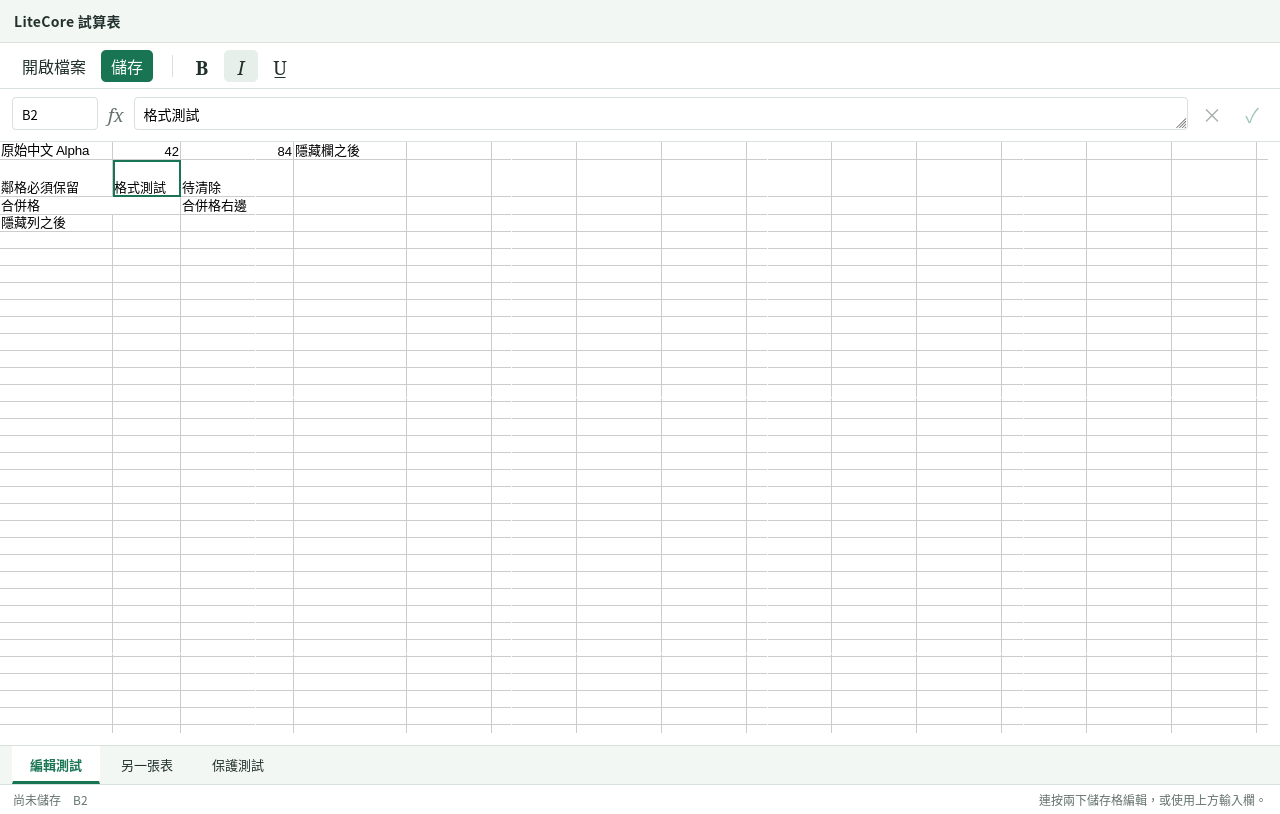 LiteCore 試算表
開啟檔案 儲存 B I U
B2 fx 格式測試
原始中文 Alpha 42 84 隱藏欄之後
鄰格必須保留 格式測試 待清除
合併格 合併格右邊
隱藏列之後
編輯測試 另一張表 保護測試
尚未儲存 B2 連按兩下儲存格編輯，或使用上方輸入欄。